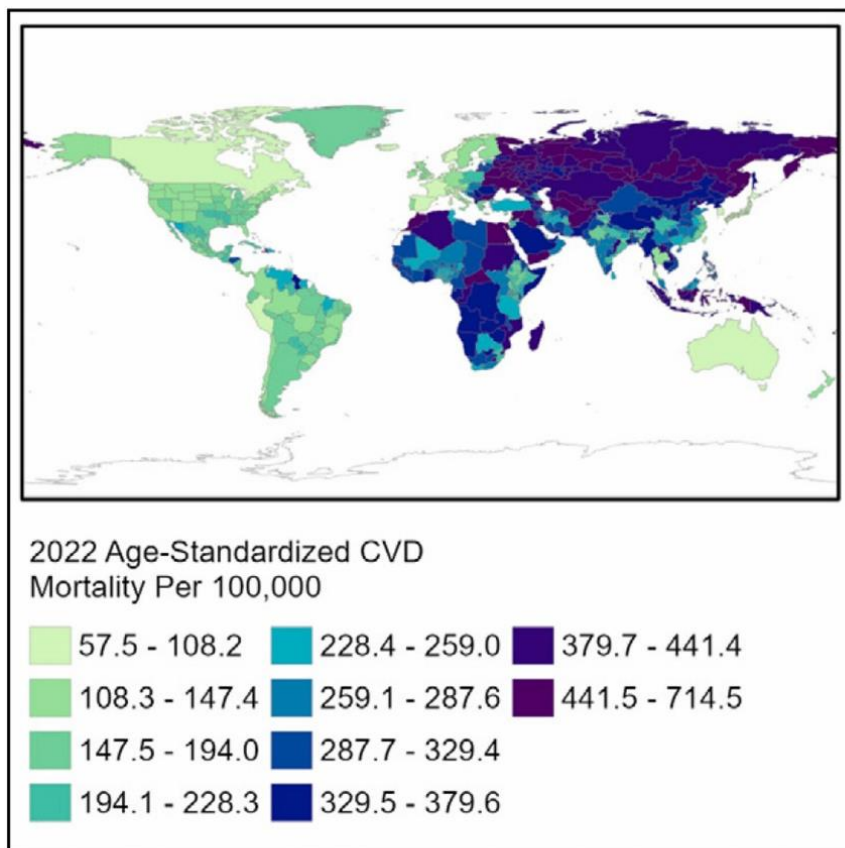 2022 Age-Standardized CVD
Mortality Per 100,000
57.5 - 108.2
108.3 - 147.4
147.5 - 194.0
194.1 - 228.3
228.4 - 259.0
259.1 - 287.6
287.7 - 329.4
329.5 - 379.6
379.7 - 441.4
441.5 - 714.5